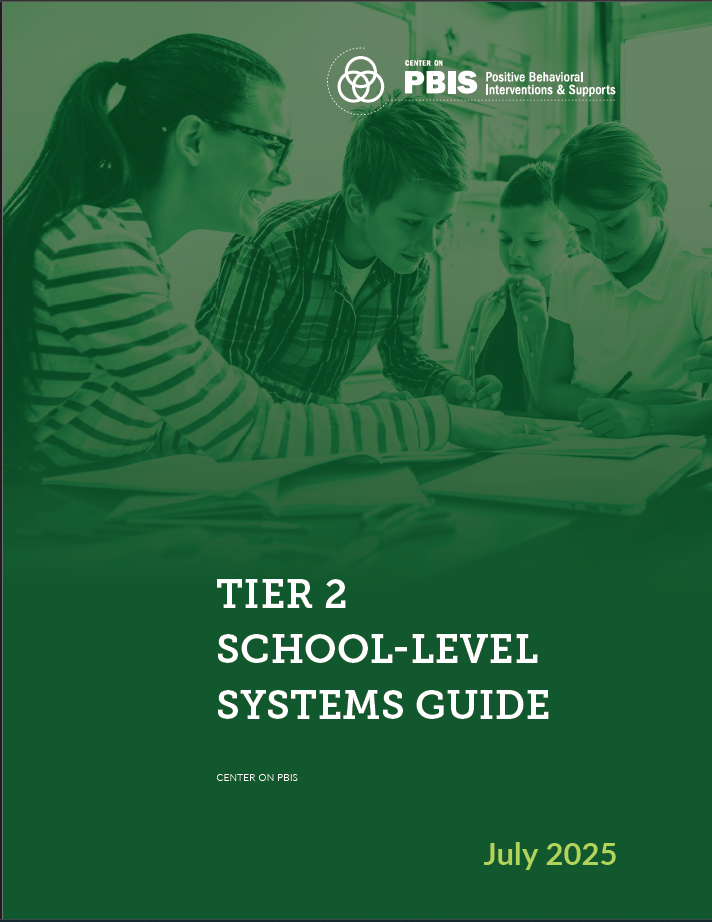 CENTER ON
PBIS
Positive Behavioral
Interventions & Supports
TIER 2
SCHOOL-LEVEL
SYSTEMS GUIDE
CENTER ON PBIS
July 2025